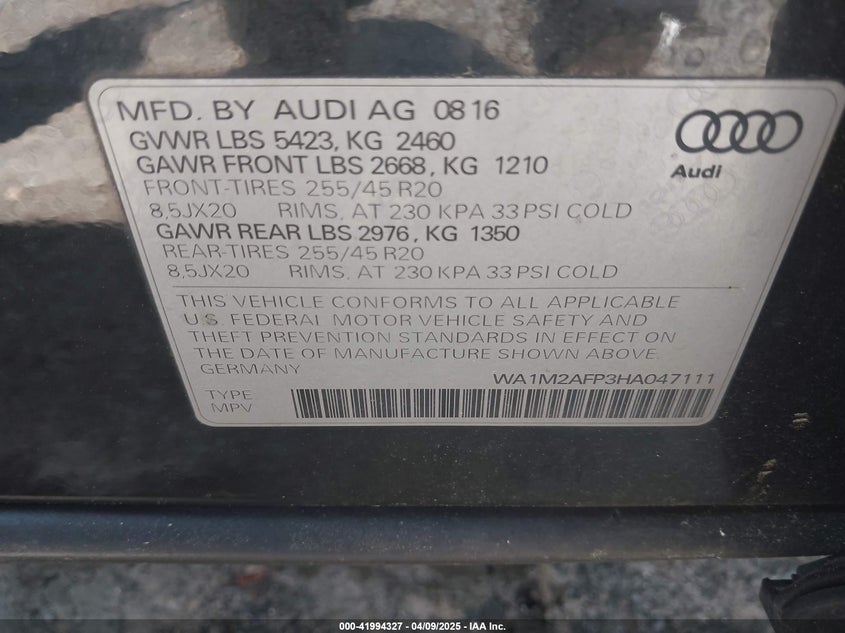 MFD. BY AUDI AG 0816
GVWR LBS 5423, KG 2460
GAWR FRONT LBS 2668, KG 1210
FRONT-TIRES 255/45 R20
8,5JX20 RIMS, AT 230 KPA 33 PSI COLD
GAWR REAR LBS 2976, KG 1350
REAR-TIRES 255/45 R20
8,5JX20 RIMS, AT 230 KPA 33 PSI COLD
Audi
THIS VEHICLE CONFORMS TO ALL APPLICABLE
U.S. FEDERAL MOTOR VEHICLE SAFETY AND
THEFT PREVENTION STANDARDS IN EFFECT ON
THE DATE OF MANUFACTURE SHOWN ABOVE.
GERMANY
WA1M2AFP3HA047111
TYPE
MPV
000-41994327 / 04/09/2025 - IAA Inc.